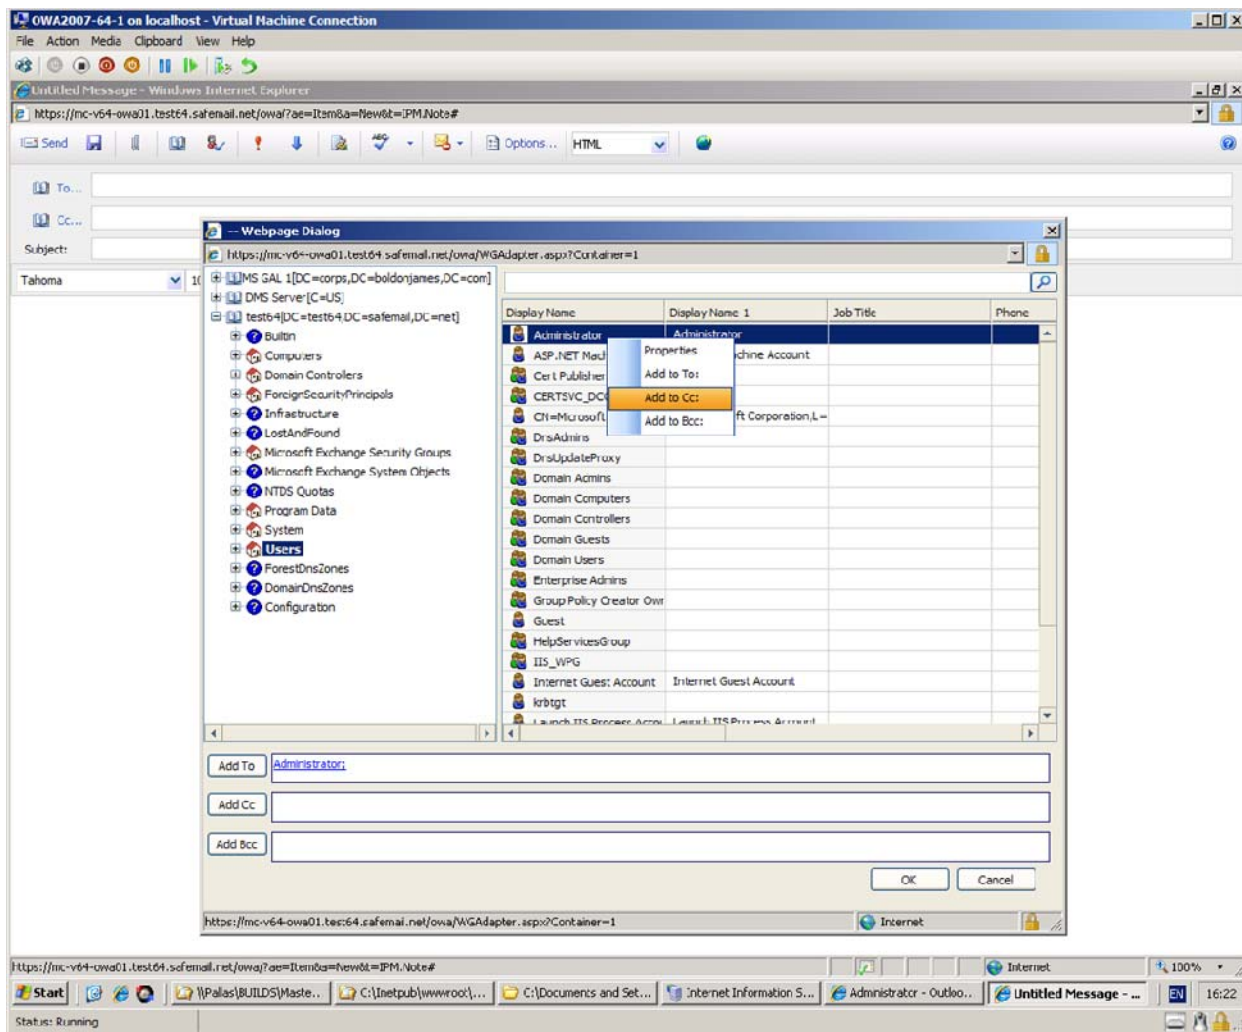 OWA2007-64-1 on localhost - Virtual Machine Connection
File Action Media Clipboard View Help
Untitled Message - Windows Internet Explorer
https://mc-v64-owa01.test64.safemail.net/owa/?ae=Item&a=New&t=IPM.Note#
Send Options... HTML
To...
Cc...
Subject:
Tahoma 10
-- Webpage Dialog
https://mc-v64-owa01.test64.safemail.net/owa/WGAdapter.aspx?Container=1
MS GAL 1[DC=corps,DC=boldonjames,DC=com]
DMS Server[C=US]
test64[DC=test64,DC=safemail,DC=net]
Builtin
Computers
Domain Controllers
ForeignSecurityPrincipals
Infrastructure
LostAndFound
Microsoft Exchange Security Groups
Microsoft Exchange System Objects
NTDS Quotas
Program Data
System
Users
ForestDnsZones
DomainDnsZones
Configuration
Display Name Display Name 1 Job Title Phone
Administrator Administrator
ASP.NET Mach chine Account
Cert Publisher
CERTSVC_DCO
CN=Microsoft ft Corporation,L=
DnsAdmins
DnsUpdateProxy
Domain Admins
Domain Computers
Domain Controllers
Domain Guests
Domain Users
Enterprise Admins
Group Policy Creator Owr
Guest
HelpServicesGroup
IIS_WPG
Internet Guest Account Internet Guest Account
krbtgt
Launch IIS Process Accou Launch IIS Process Account
Properties
Add to To:
Add to Cc:
Add to Bcc:
Add To Administrator;
Add Cc
Add Bcc
OK Cancel
https://mc-v64-owa01.test64.safemail.net/owa/WGAdapter.aspx?Container=1 Internet
https://mc-v64-owa01.test64.safemail.net/owa/?ae=Item&a=New&t=IPM.Note# Internet 100%
Start \\Palas\BUILDS\Maste... C:\Inetpub\wwwroot\... C:\Documents and Set... Internet Information S... Administrator - Outloo... Untitled Message - ... EN 16:22
Status: Running